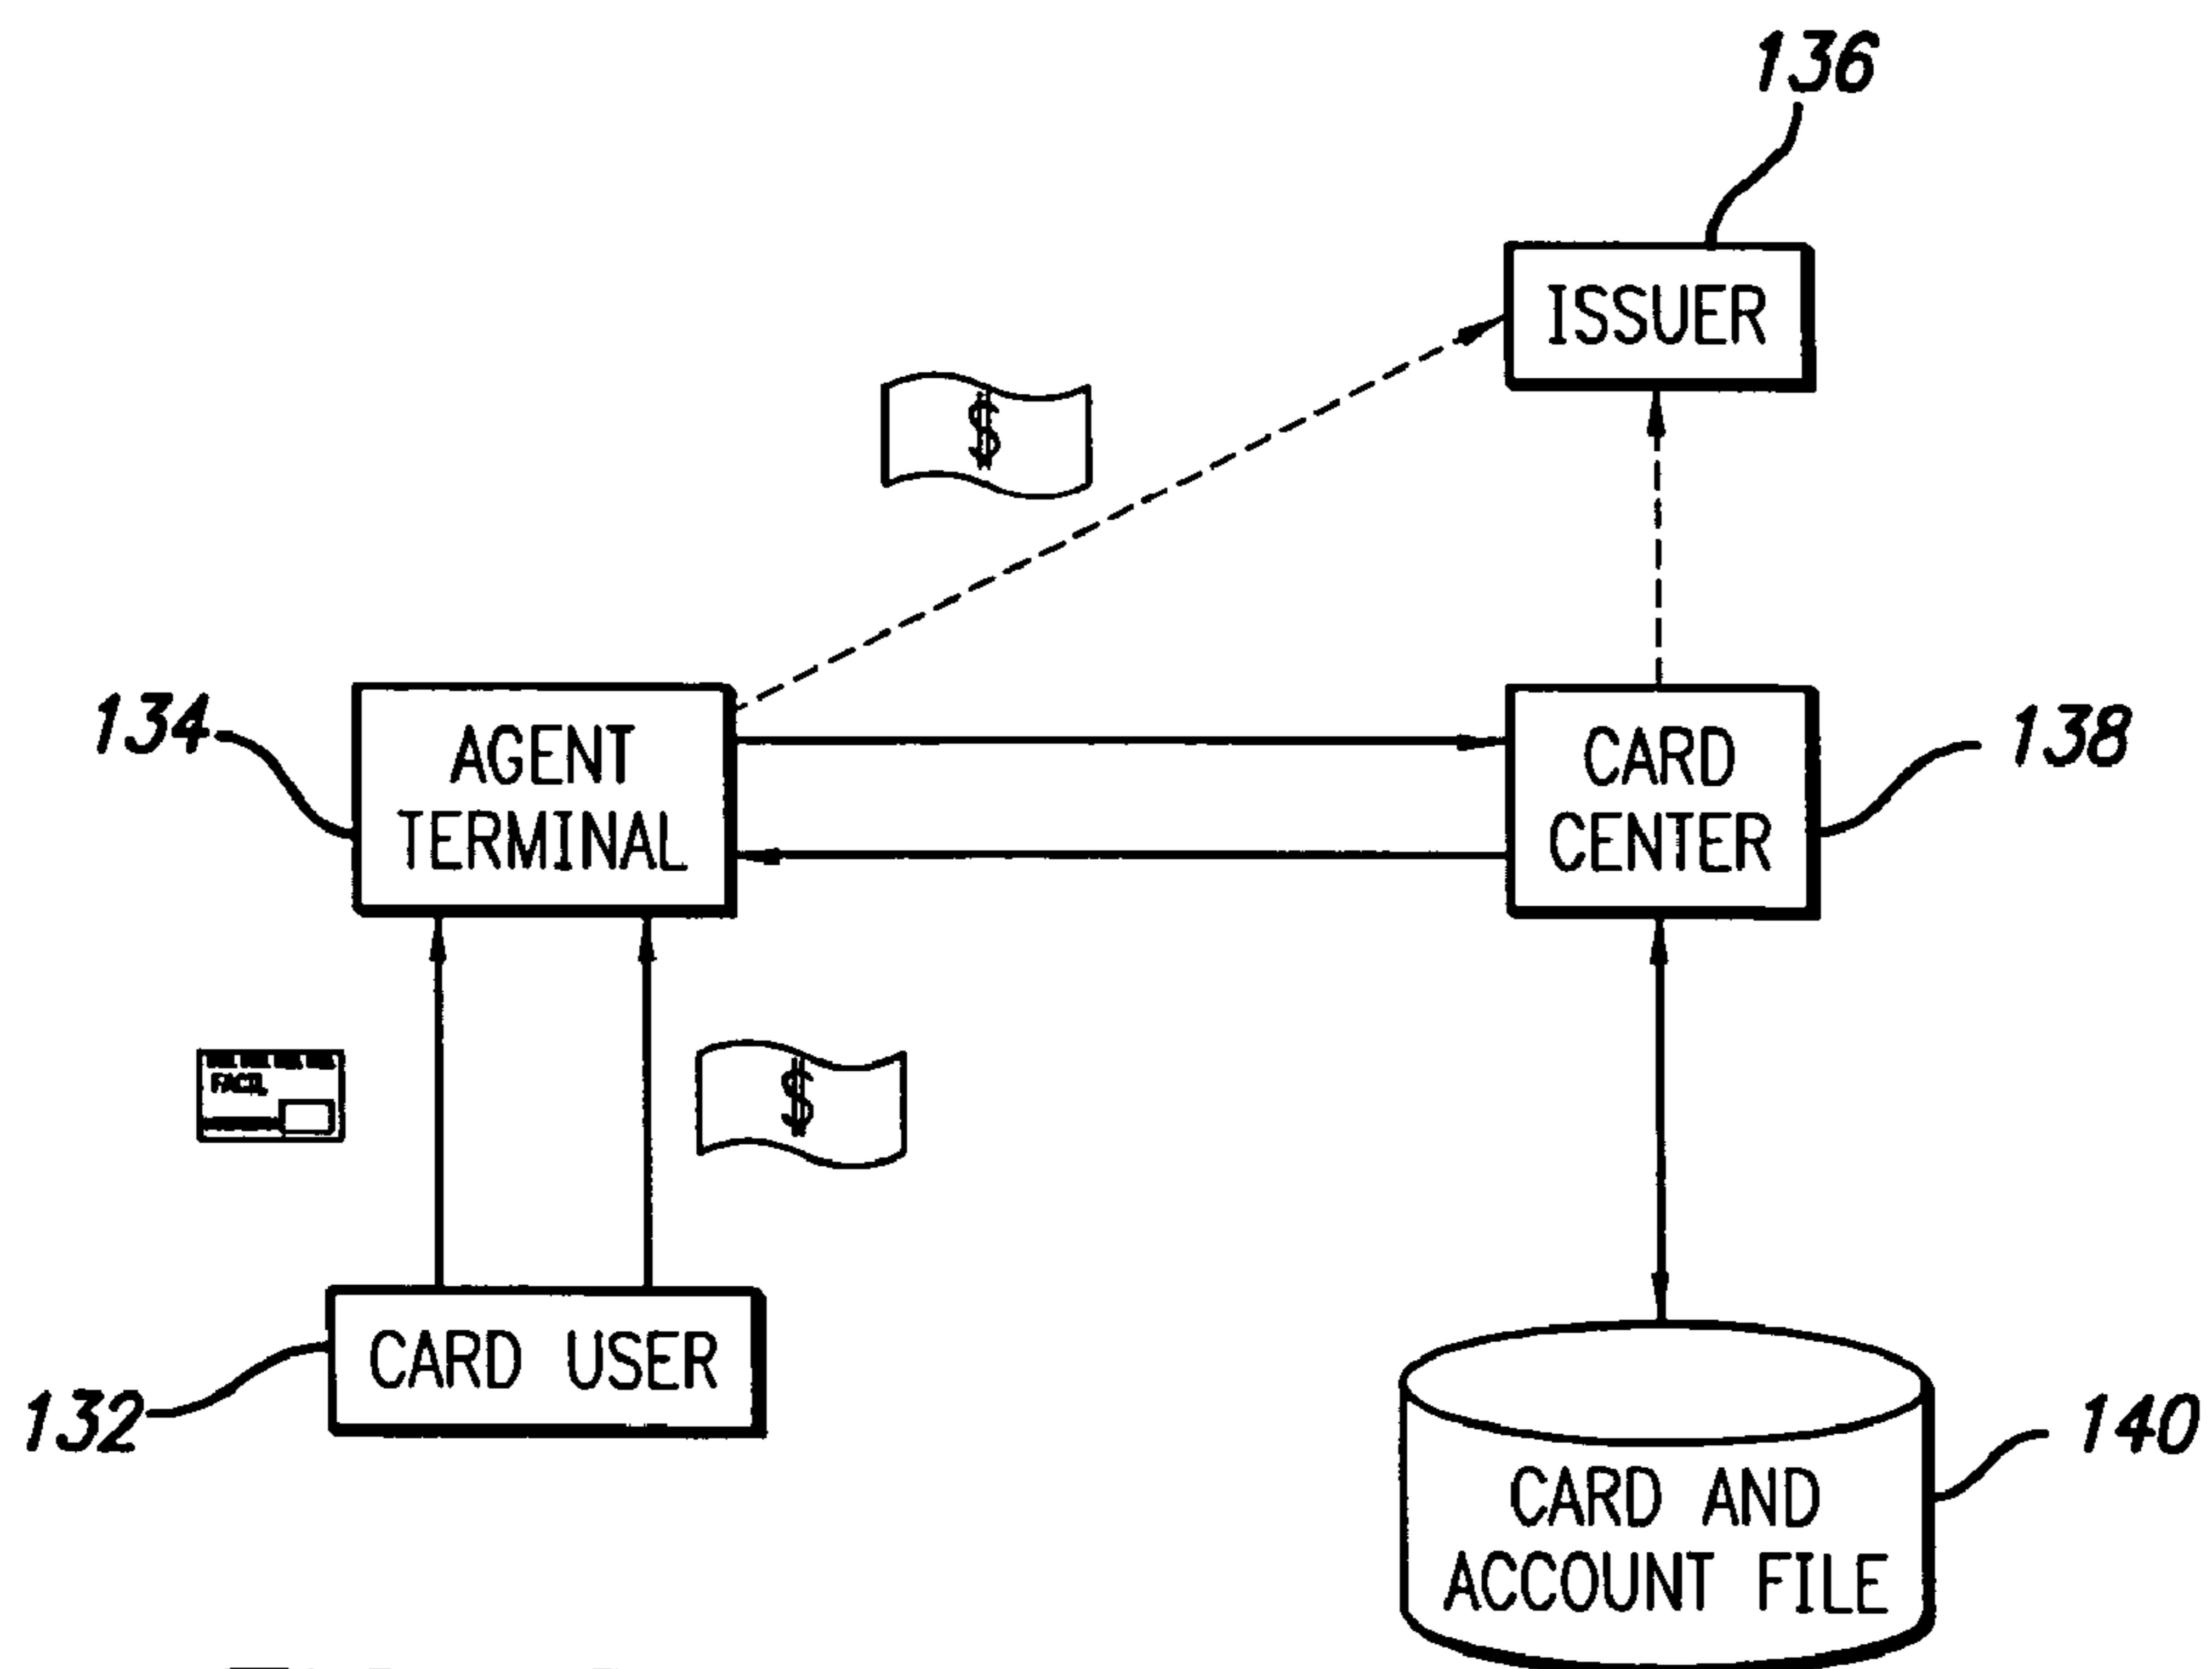 136
ISSUER
$
134
AGENT
TERMINAL
CARD
CENTER
138
$
CARD USER
132
140
CARD AND
ACCOUNT FILE